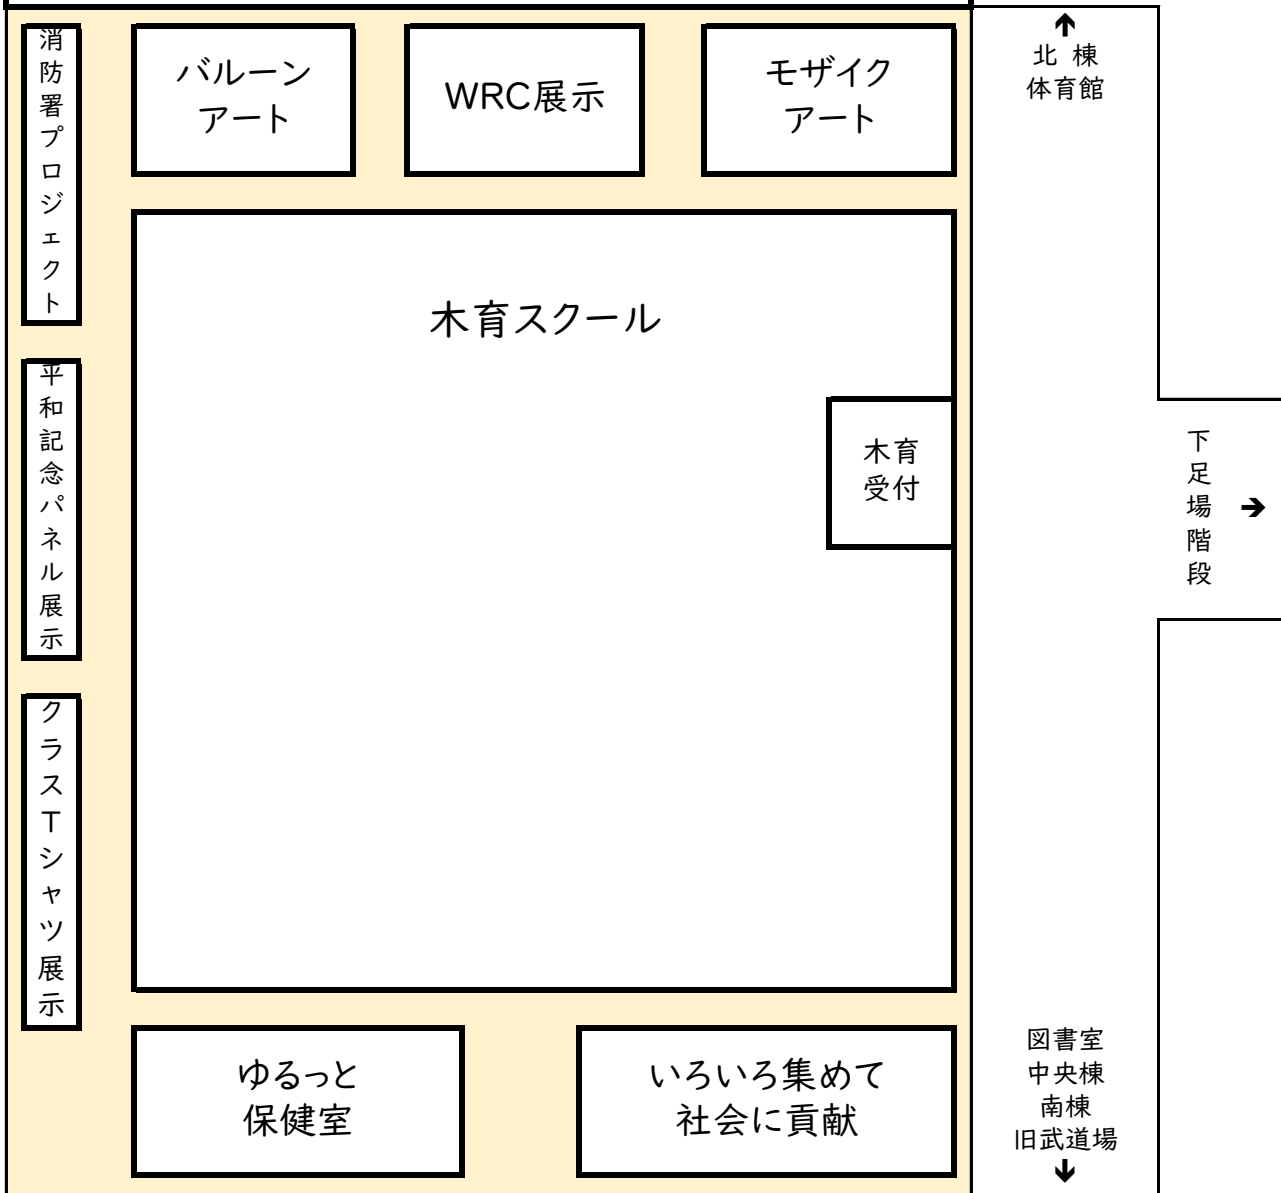 消防署プロジェクト
バルーン
アート
WRC展示
モザイク
アート
↑
北 棟
体育館
木育スクール
平和記念パネル展示
木育
受付
下足場階段
→
クラスTシャツ展示
ゆるっと
保健室
いろいろ集めて
社会に貢献
図書室
中央棟
南棟
旧武道場
↓